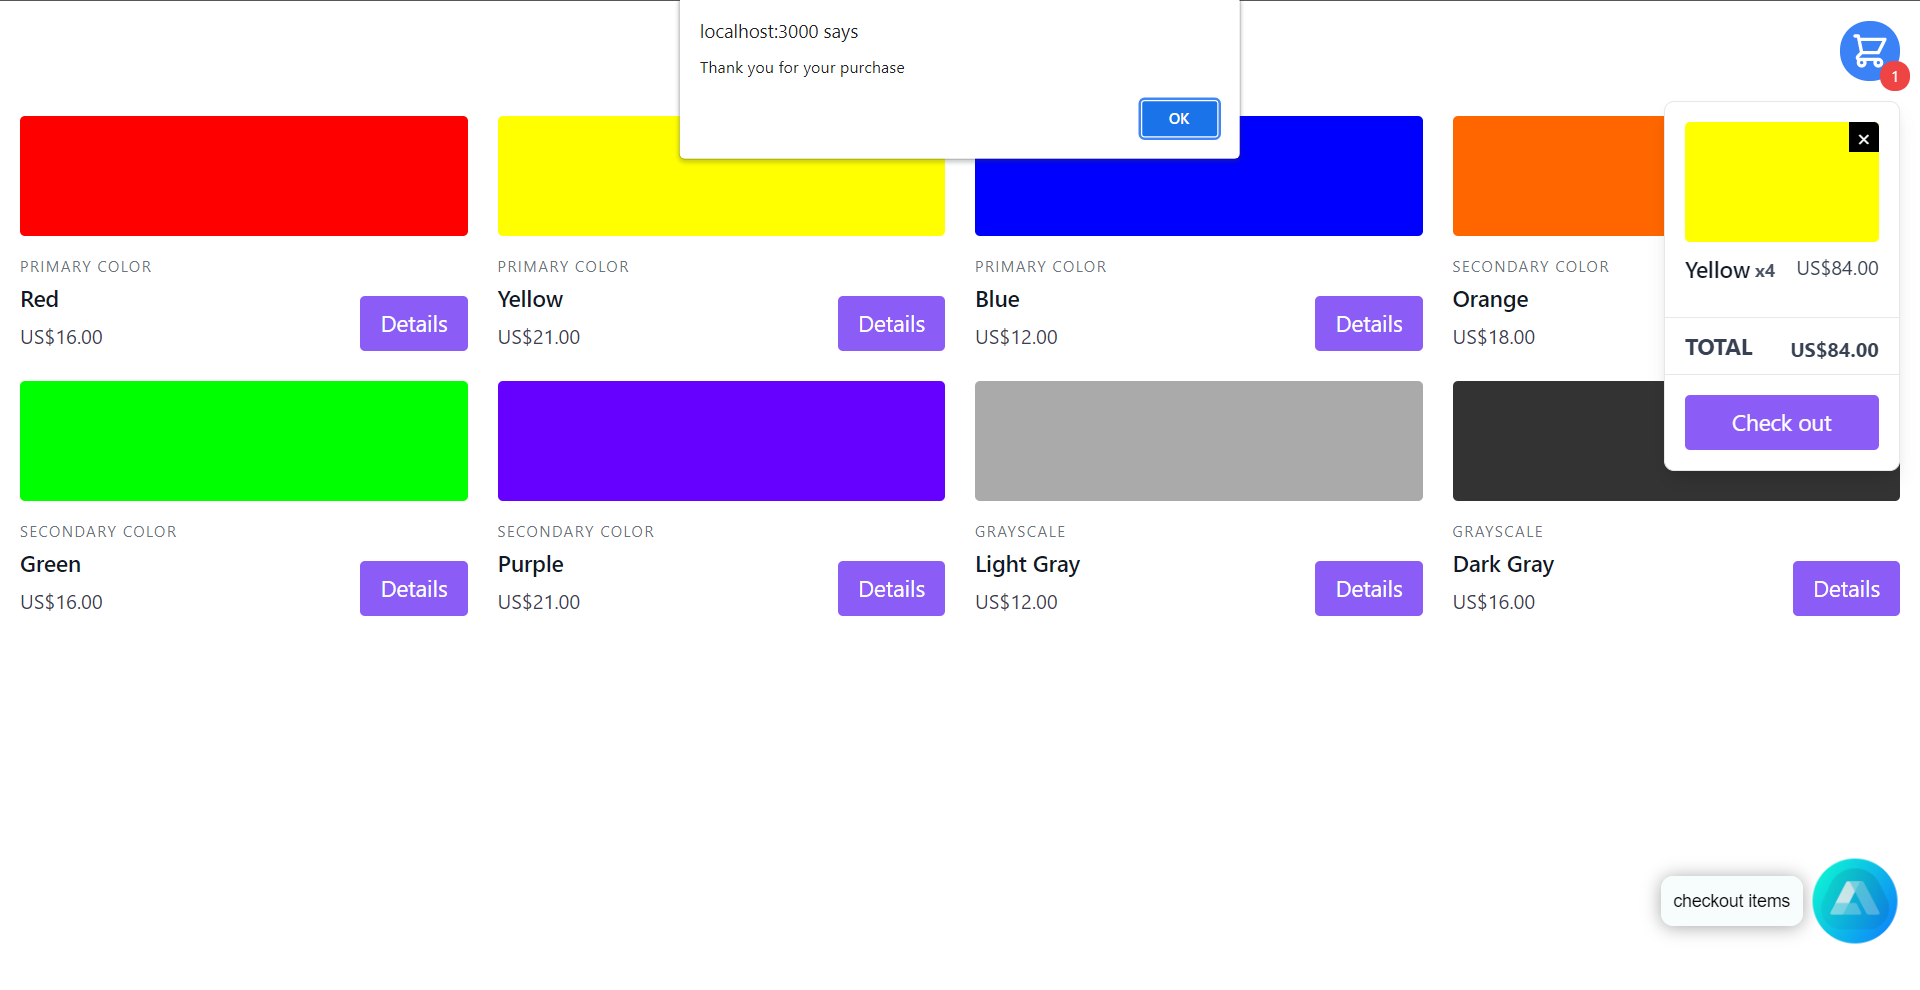 localhost:3000 says
Thank you for your purchase
OK
1
PRIMARY COLOR
Red
US$16.00
Details
PRIMARY COLOR
Yellow
US$21.00
Details
PRIMARY COLOR
Blue
US$12.00
Details
SECONDARY COLOR
Orange
US$18.00
×
Yellow x4 US$84.00
TOTAL US$84.00
Check out
SECONDARY COLOR
Green
US$16.00
Details
SECONDARY COLOR
Purple
US$21.00
Details
GRAYSCALE
Light Gray
US$12.00
Details
GRAYSCALE
Dark Gray
US$16.00
Details
checkout items